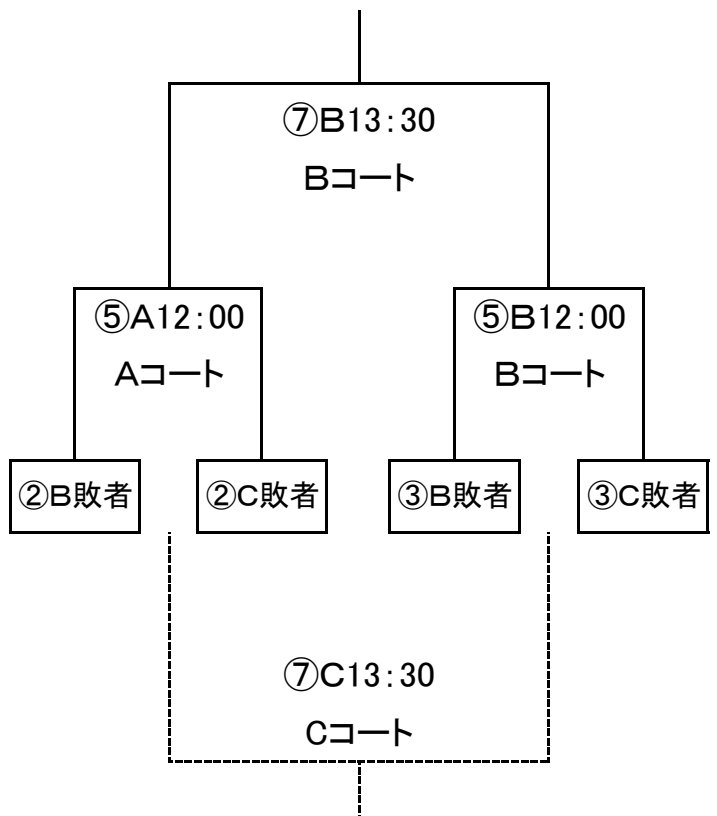 ⑦B13:30
Bコート
⑤A12:00
Aコート
⑤B12:00
Bコート
②B敗者
②C敗者
③B敗者
③C敗者
⑦C13:30
Cコート